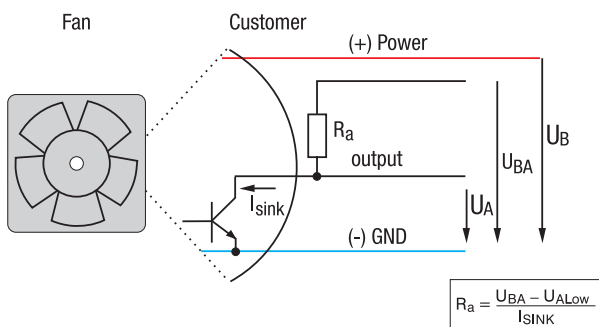 Fan
Customer
(+) Power
Ra
output
Isink
UA
UBA
UB
(-) GND
Ra = UBA – UALow
ISINK